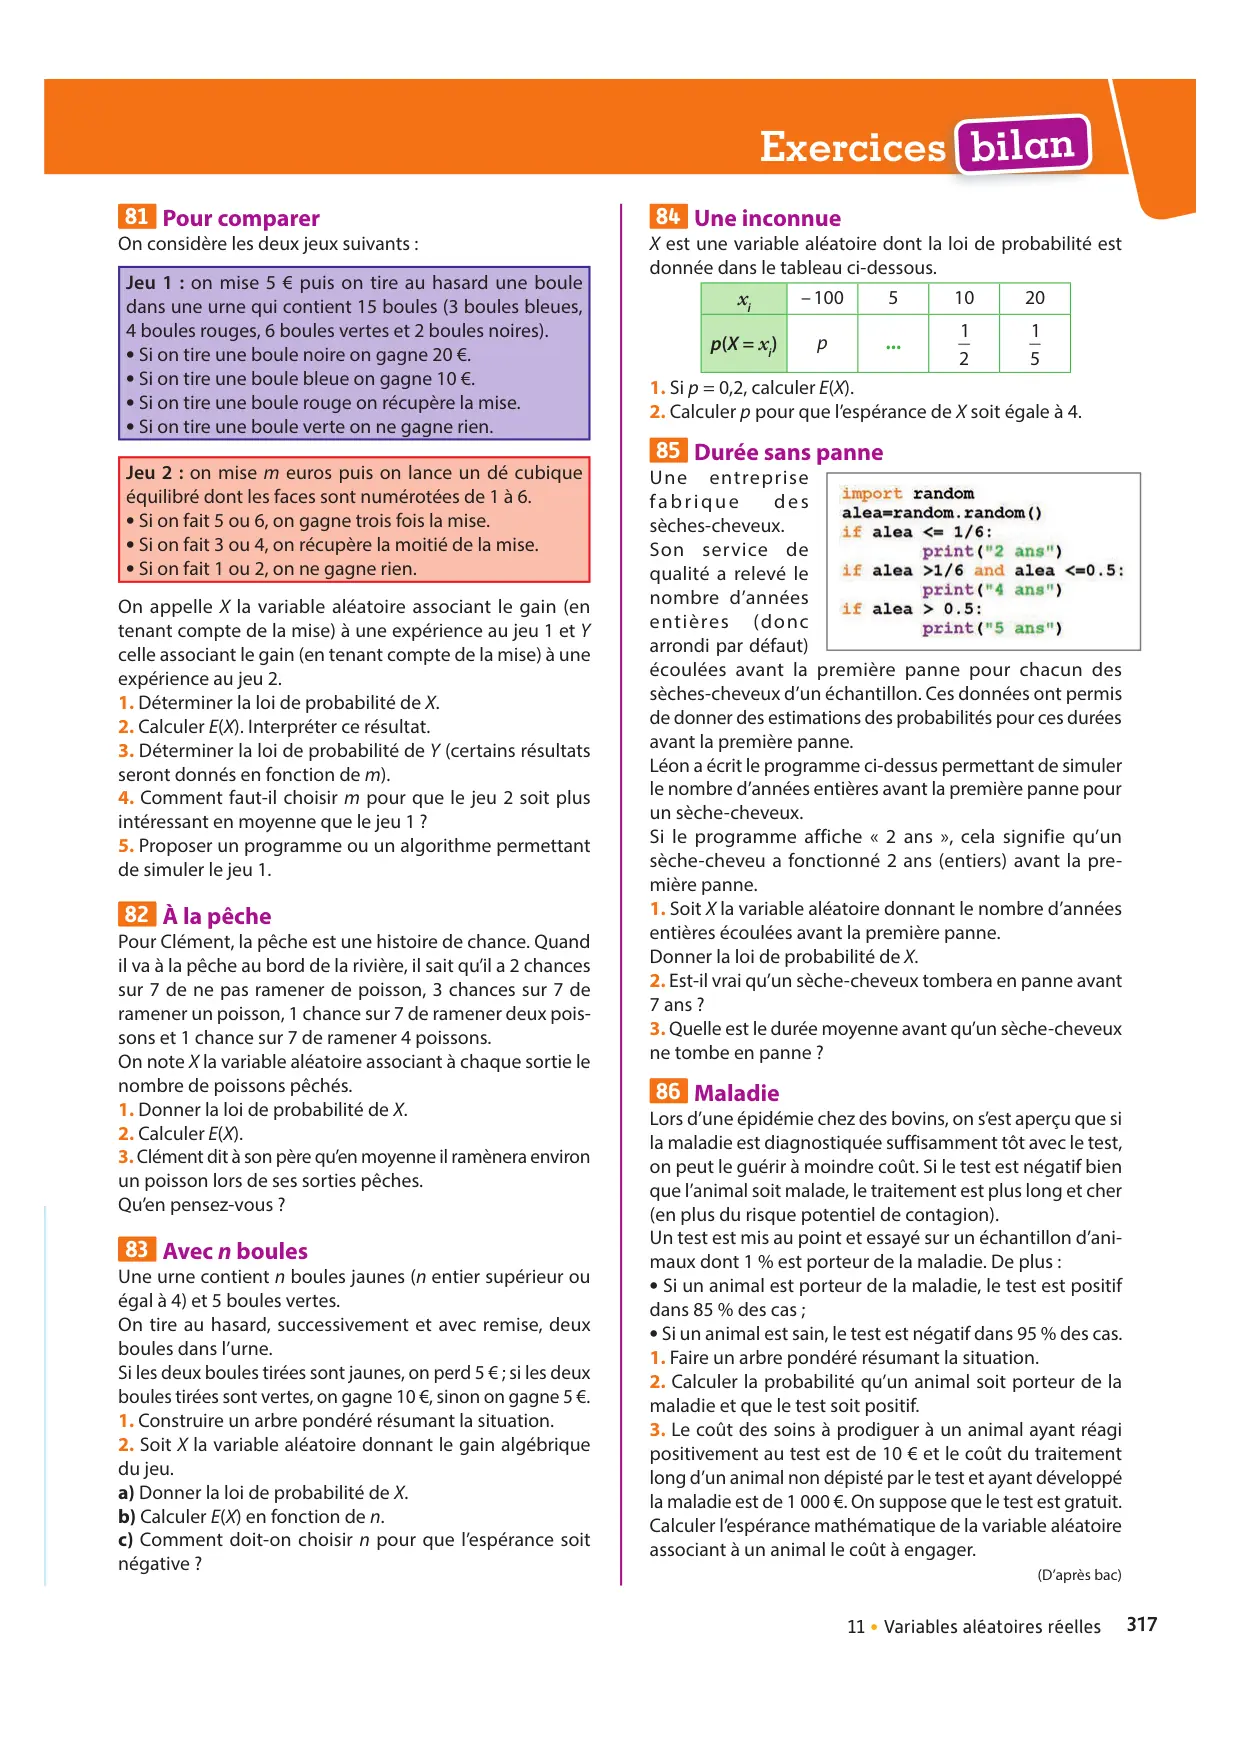 Exercices bilan
81 Pour comparer
On considère les deux jeux suivants :
Jeu 1 : on mise 5 € puis on tire au hasard une boule
dans une urne qui contient 15 boules (3 boules bleues,
4 boules rouges, 6 boules vertes et 2 boules noires).
• Si on tire une boule noire on gagne 20 €.
• Si on tire une boule bleue on gagne 10 €.
• Si on tire une boule rouge on récupère la mise.
• Si on tire une boule verte on ne gagne rien.
Jeu 2 : on mise m euros puis on lance un dé cubique
équilibré dont les faces sont numérotées de 1 à 6.
• Si on fait 5 ou 6, on gagne trois fois la mise.
• Si on fait 3 ou 4, on récupère la moitié de la mise.
• Si on fait 1 ou 2, on ne gagne rien.
On appelle X la variable aléatoire associant le gain (en
tenant compte de la mise) à une expérience au jeu 1 et Y
celle associant le gain (en tenant compte de la mise) à une
expérience au jeu 2.
1. Déterminer la loi de probabilité de X.
2. Calculer E(X). Interpréter ce résultat.
3. Déterminer la loi de probabilité de Y (certains résultats
seront donnés en fonction de m).
4. Comment faut-il choisir m pour que le jeu 2 soit plus
intéressant en moyenne que le jeu 1 ?
5. Proposer un programme ou un algorithme permettant
de simuler le jeu 1.
82 À la pêche
Pour Clément, la pêche est une histoire de chance. Quand
il va à la pêche au bord de la rivière, il sait qu’il a 2 chances
sur 7 de ne pas ramener de poisson, 3 chances sur 7 de
ramener un poisson, 1 chance sur 7 de ramener deux pois-
sons et 1 chance sur 7 de ramener 4 poissons.
On note X la variable aléatoire associant à chaque sortie le
nombre de poissons pêchés.
1. Donner la loi de probabilité de X.
2. Calculer E(X).
3. Clément dit à son père qu’en moyenne il ramènera environ
un poisson lors de ses sorties pêches.
Qu’en pensez-vous ?
83 Avec n boules
Une urne contient n boules jaunes (n entier supérieur ou
égal à 4) et 5 boules vertes.
On tire au hasard, successivement et avec remise, deux
boules dans l’urne.
Si les deux boules tirées sont jaunes, on perd 5 € ; si les deux
boules tirées sont vertes, on gagne 10 €, sinon on gagne 5 €.
1. Construire un arbre pondéré résumant la situation.
2. Soit X la variable aléatoire donnant le gain algébrique
du jeu.
a) Donner la loi de probabilité de X.
b) Calculer E(X) en fonction de n.
c) Comment doit-on choisir n pour que l’espérance soit
négative ?
84 Une inconnue
X est une variable aléatoire dont la loi de probabilité est
donnée dans le tableau ci-dessous.
xi – 100 5 10 20
p(X = xi) p ... 1/2 1/5
1. Si p = 0,2, calculer E(X).
2. Calculer p pour que l’espérance de X soit égale à 4.
85 Durée sans panne
Une entreprise
fabrique des
sèches-cheveux.
Son service de
qualité a relevé le
nombre d’années
entières (donc
arrondi par défaut)
import random
alea=random.random()
if alea <= 1/6:
print("2 ans")
if alea >1/6 and alea <=0.5:
print("4 ans")
if alea > 0.5:
print("5 ans")
écoulées avant la première panne pour chacun des
sèches-cheveux d’un échantillon. Ces données ont permis
de donner des estimations des probabilités pour ces durées
avant la première panne.
Léon a écrit le programme ci-dessus permettant de simuler
le nombre d’années entières avant la première panne pour
un sèche-cheveux.
Si le programme affiche « 2 ans », cela signifie qu’un
sèche-cheveu a fonctionné 2 ans (entiers) avant la pre-
mière panne.
1. Soit X la variable aléatoire donnant le nombre d’années
entières écoulées avant la première panne.
Donner la loi de probabilité de X.
2. Est-il vrai qu’un sèche-cheveux tombera en panne avant
7 ans ?
3. Quelle est le durée moyenne avant qu’un sèche-cheveux
ne tombe en panne ?
86 Maladie
Lors d’une épidémie chez des bovins, on s’est aperçu que si
la maladie est diagnostiquée suffisamment tôt avec le test,
on peut le guérir à moindre coût. Si le test est négatif bien
que l’animal soit malade, le traitement est plus long et cher
(en plus du risque potentiel de contagion).
Un test est mis au point et essayé sur un échantillon d’ani-
maux dont 1 % est porteur de la maladie. De plus :
• Si un animal est porteur de la maladie, le test est positif
dans 85 % des cas ;
• Si un animal est sain, le test est négatif dans 95 % des cas.
1. Faire un arbre pondéré résumant la situation.
2. Calculer la probabilité qu’un animal soit porteur de la
maladie et que le test soit positif.
3. Le coût des soins à prodiguer à un animal ayant réagi
positivement au test est de 10 € et le coût du traitement
long d’un animal non dépisté par le test et ayant développé
la maladie est de 1 000 €. On suppose que le test est gratuit.
Calculer l’espérance mathématique de la variable aléatoire
associant à un animal le coût à engager.
(D’après bac)
11 • Variables aléatoires réelles 317